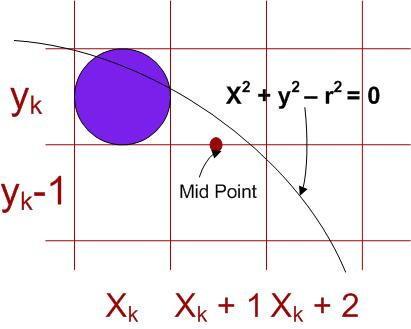 yₖ
X² + y² – r² = 0
yₖ-1
Mid Point
Xₖ Xₖ + 1 Xₖ + 2